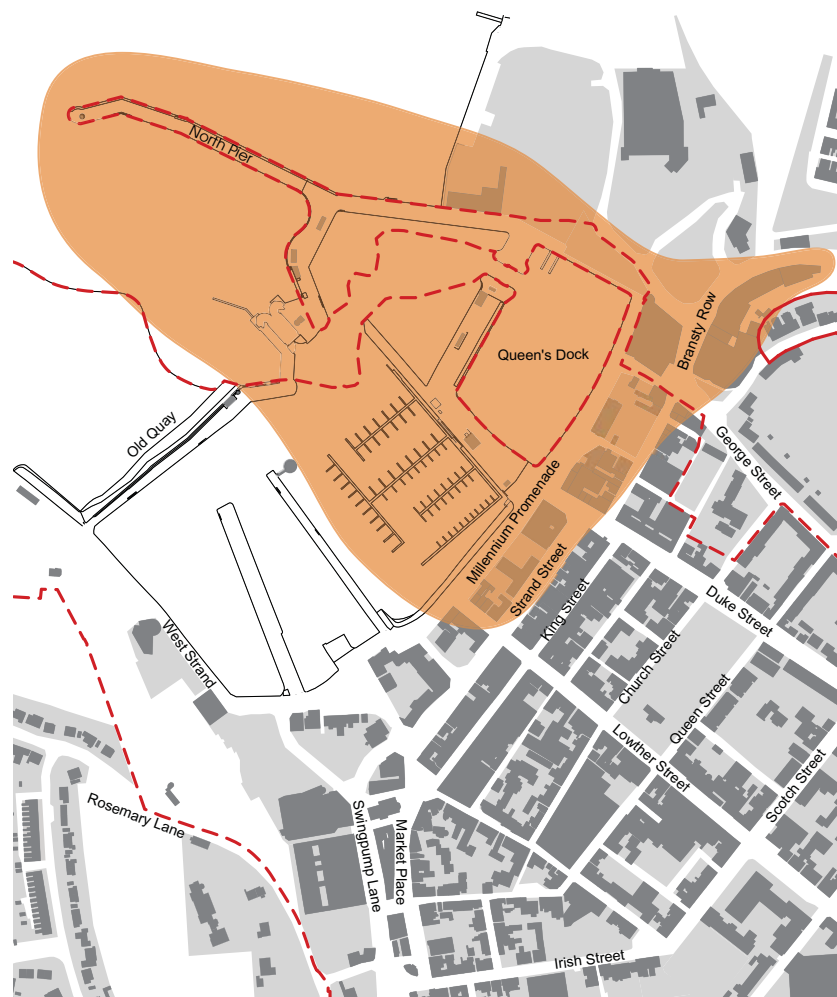 North Pier
Queen's Dock
Bransty Row
Old Quay
George Street
Millennium Promenade
Strand Street
King Street
Duke Street
West Strand
Church Street
Queen Street
Lowther Street
Scotch Street
Rosemary Lane
Swingpump Lane
Market Place
Irish Street